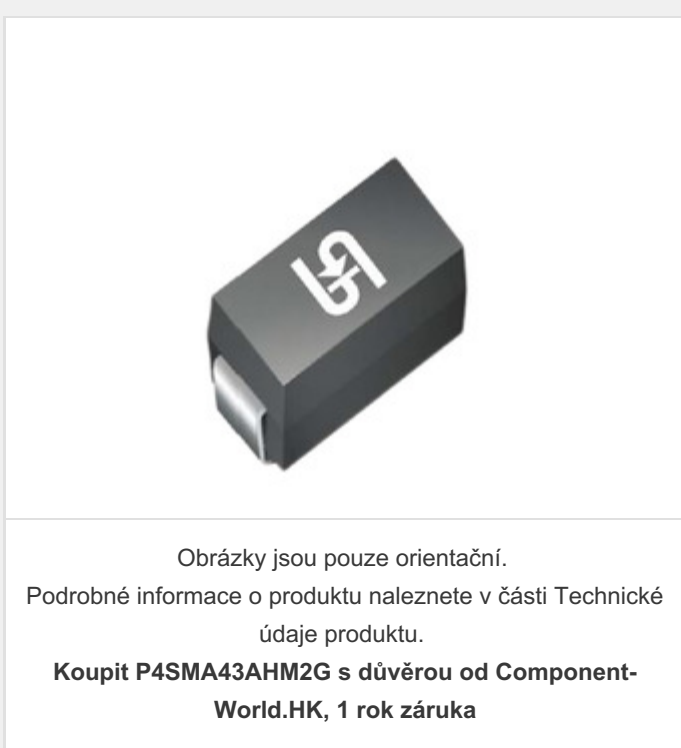 Obrázky jsou pouze orientační.
Podrobné informace o produktu naleznete v části Technické
údaje produktu.
Koupit P4SMA43AHM2G s důvěrou od Component-
World.HK, 1 rok záruka